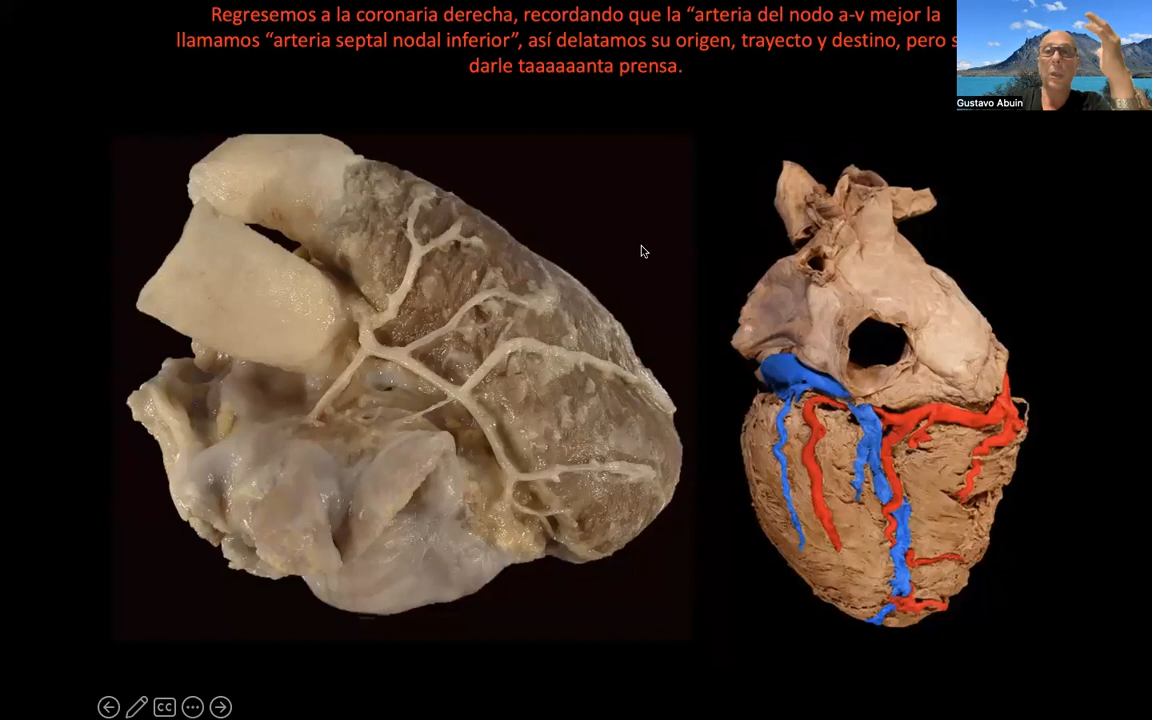 Regresemos a la coronaria derecha, recordando que la “arteria del nodo a-v mejor la
llamamos “arteria septal nodal inferior”, así delatamos su origen, trayecto y destino, pero s
darle taaaaaanta prensa.
Gustavo Abuin
CC